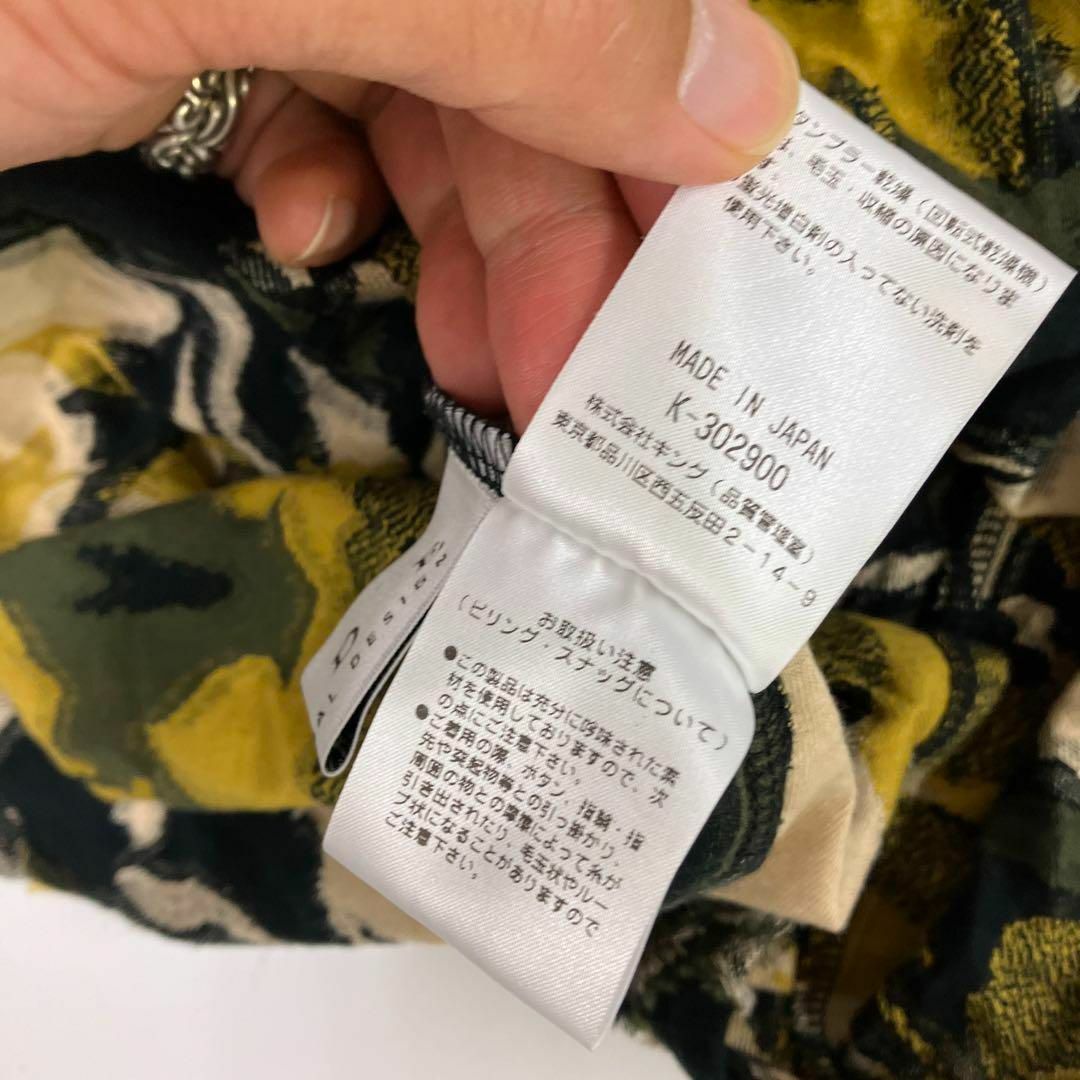 タンブラー乾燥(回転式乾燥機)
は、毛玉・収縮の原因になりま
す。
蛍光増白剤の入ってない洗剤を
使用下さい。
MADE IN JAPAN
K-302900
株式会社キング(品質管理室)
東京都品川区西五反田2-14-9
お取扱い注意
(ピリング・スナッグについて)
●この製品は充分に吟味された素
材を使用しておりますので、次
の点にご注意下さい。
●ご着用の際、ボタン、指輪・指
先や突起物等との引っ掛かり、
周囲の物との摩擦によって糸が
引き出されたり、毛玉状やルー
プ状になることがありますので
ご注意下さい。
AL DESIGN